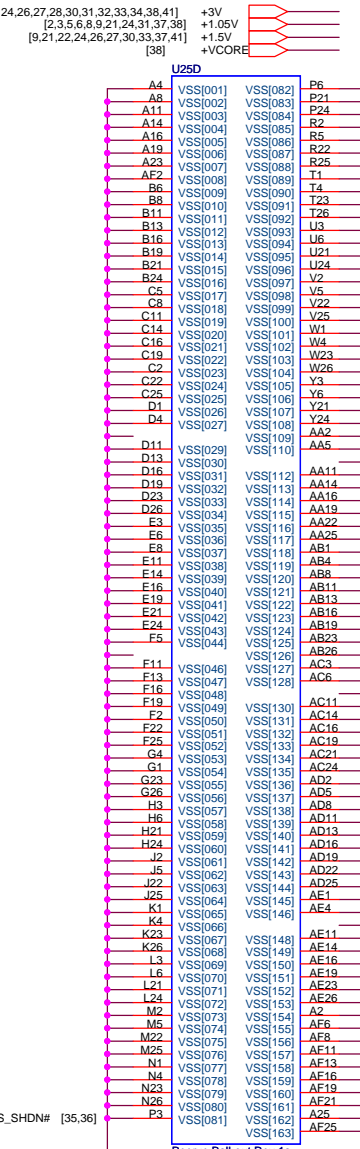 24,26,27,28,30,31,32,33,34,38,41] +3V
[2,3,5,6,8,9,21,24,31,37,38] +1.05V
[9,21,22,24,26,27,30,33,37,41] +1.5V
[38] +VCORE
U25D
A4 VSS[001] VSS[082] P6
A8 VSS[002] VSS[083] P21
A11 VSS[003] VSS[084] P24
A14 VSS[004] VSS[085] R2
A16 VSS[005] VSS[086] R5
A19 VSS[006] VSS[087] R22
A23 VSS[007] VSS[088] R25
AF2 VSS[008] VSS[089] T1
B6 VSS[009] VSS[090] T4
B8 VSS[010] VSS[091] T23
B11 VSS[011] VSS[092] T26
B13 VSS[012] VSS[093] U3
B16 VSS[013] VSS[094] U6
B19 VSS[014] VSS[095] U21
B21 VSS[015] VSS[096] U24
B24 VSS[016] VSS[097] V2
C5 VSS[017] VSS[098] V5
C8 VSS[018] VSS[099] V22
C11 VSS[019] VSS[100] V25
C14 VSS[020] VSS[101] W1
C16 VSS[021] VSS[102] W4
C19 VSS[022] VSS[103] W23
C2 VSS[023] VSS[104] W26
C22 VSS[024] VSS[105] Y3
C25 VSS[025] VSS[106] Y6
D1 VSS[026] VSS[107] Y21
D4 VSS[027] VSS[108] Y24
VSS[109] AA2
D11 VSS[029] VSS[110] AA5
D13 VSS[030]
D16 VSS[031] VSS[112] AA11
D19 VSS[032] VSS[113] AA14
D23 VSS[033] VSS[114] AA16
D26 VSS[034] VSS[115] AA19
E3 VSS[035] VSS[116] AA22
E6 VSS[036] VSS[117] AA25
E8 VSS[037] VSS[118] AB1
E11 VSS[038] VSS[119] AB4
E14 VSS[039] VSS[120] AB8
E16 VSS[040] VSS[121] AB11
E19 VSS[041] VSS[122] AB13
E21 VSS[042] VSS[123] AB16
E24 VSS[043] VSS[124] AB19
F5 VSS[044] VSS[125] AB23
VSS[126] AB26
F11 VSS[046] VSS[127] AC3
F13 VSS[047] VSS[128] AC6
F16 VSS[048]
F19 VSS[049] VSS[130] AC11
F2 VSS[050] VSS[131] AC14
F22 VSS[051] VSS[132] AC16
F25 VSS[052] VSS[133] AC19
G4 VSS[053] VSS[134] AC21
G1 VSS[054] VSS[135] AC24
G23 VSS[055] VSS[136] AD2
G26 VSS[056] VSS[137] AD5
H3 VSS[057] VSS[138] AD8
H6 VSS[058] VSS[139] AD11
H21 VSS[059] VSS[140] AD13
H24 VSS[060] VSS[141] AD16
J2 VSS[061] VSS[142] AD19
J5 VSS[062] VSS[143] AD22
J22 VSS[063] VSS[144] AD25
J25 VSS[064] VSS[145] AE1
K1 VSS[065] VSS[146] AE4
K4 VSS[066]
K23 VSS[067] VSS[148] AE11
K26 VSS[068] VSS[149] AE14
L3 VSS[069] VSS[150] AE16
L6 VSS[070] VSS[151] AE19
L21 VSS[071] VSS[152] AE23
L24 VSS[072] VSS[153] AE26
M2 VSS[073] VSS[154] A2
M5 VSS[074] VSS[155] AF6
M22 VSS[075] VSS[156] AF8
M25 VSS[076] VSS[157] AF11
N1 VSS[077] VSS[158] AF13
N4 VSS[078] VSS[159] AF16
N23 VSS[079] VSS[160] AF19
N26 VSS[080] VSS[161] AF21
S_SHDN# [35,36] P3 VSS[081] VSS[162] A25
VSS[163] AF25